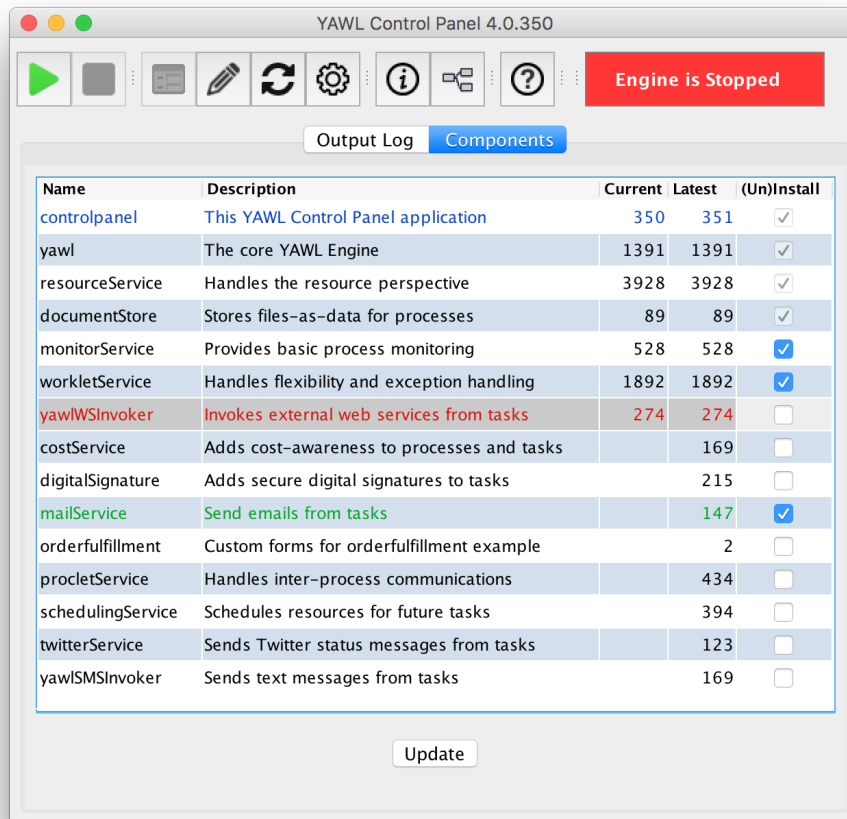 YAWL Control Panel 4.0.350
Engine is Stopped
Output Log Components
Name Description Current Latest (Un)Install
controlpanel This YAWL Control Panel application 350 351
yawl The core YAWL Engine 1391 1391
resourceService Handles the resource perspective 3928 3928
documentStore Stores files-as-data for processes 89 89
monitorService Provides basic process monitoring 528 528
workletService Handles flexibility and exception handling 1892 1892
yawlWSInvoker Invokes external web services from tasks 274 274
costService Adds cost-awareness to processes and tasks 169
digitalSignature Adds secure digital signatures to tasks 215
mailService Send emails from tasks 147
orderfulfillment Custom forms for orderfulfillment example 2
procletService Handles inter-process communications 434
schedulingService Schedules resources for future tasks 394
twitterService Sends Twitter status messages from tasks 123
yawlSMSInvoker Sends text messages from tasks 169
Update